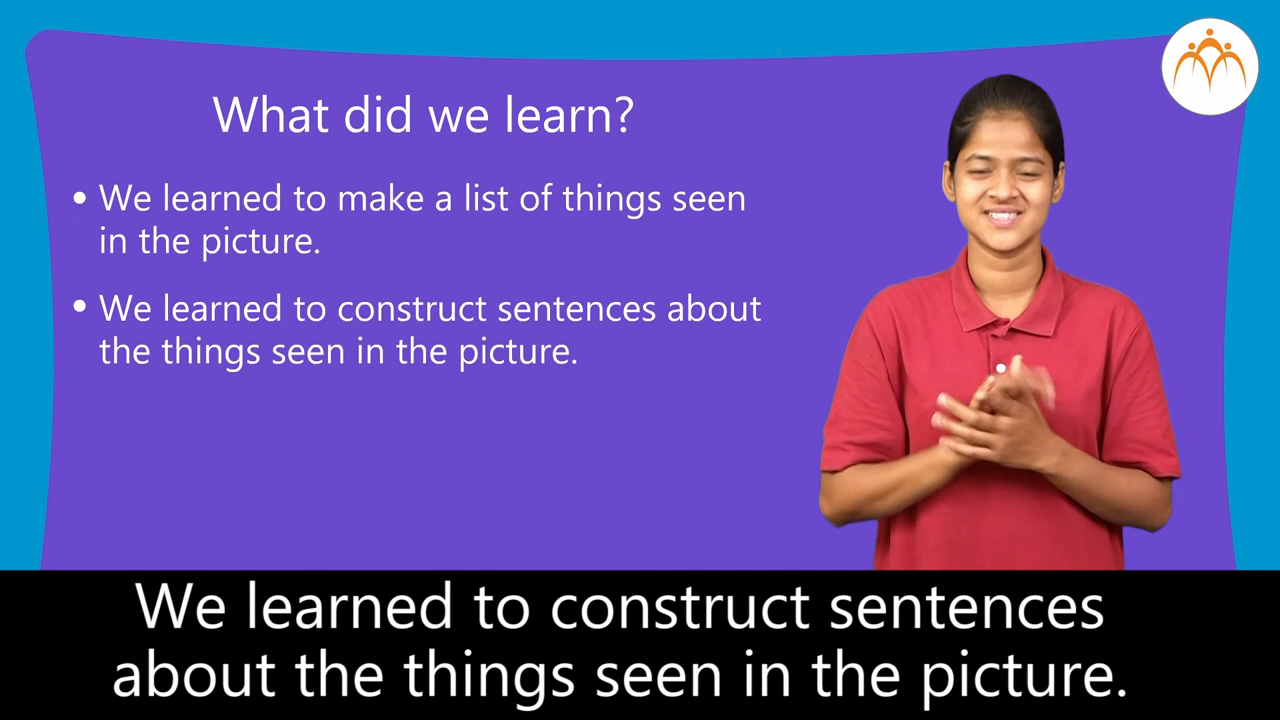 What did we learn?
• We learned to make a list of things seen
in the picture.
• We learned to construct sentences about
the things seen in the picture.
We learned to construct sentences
about the things seen in the picture.